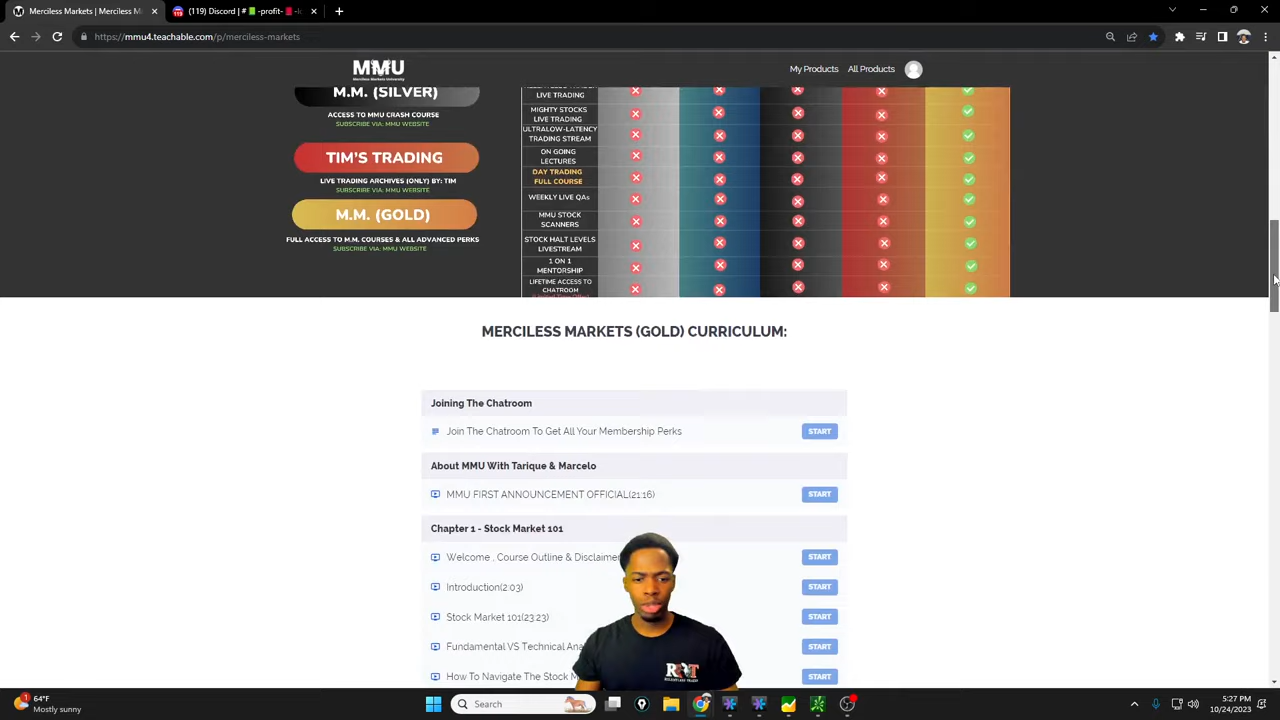 Merciless Markets - MMU
(119) Discord | #
-profit-
https://mmu4.teachable.com/p/merciless-markets
MMU
Merciless Markets University
My Products
All Products
M.M. (SILVER)
ACCESS TO MMU CRASH COURSE
SUBSCRIBE VIA: MMU WEBSITE
TIM'S TRADING
LIVE TRADING ARCHIVES (ONLY) BY: TIM
SUBSCRIBE VIA: MMU WEBSITE.
M.M. (GOLD)
FULL ACCESS TO M.M. COURSES & ALL ADVANCED PERKS
SUBSCRIBE VIA: MMU WEBSITE
LIVE TRADING
MIGHTY STOCKS
LIVE TRADING
ULTRALOW-LATENCY
TRADING STREAM
ON GOING
LECTURES
DAY TRADING
FULL COURSE
WEEKLY LIVE QAs
MMU STOCK
SCANNERS
STOCK HALT LEVELS
LIVESTREAM
1 ON 1
MENTORSHIP
LIFETIME ACCESS TO
CHATROOM
MERCILESS MARKETS (GOLD) CURRICULUM:
Joining The Chatroom
Join The Chatroom To Get All Your Membership Perks
START
About MMU With Tarique & Marcelo
MMU FIRST ANNOUNCEMENT OFFICIAL(21:16)
START
Chapter 1 - Stock Market 101
Welcome , Course Outline & Disclaimer
START
Introduction(2:03)
START
Stock Market 101(23:23)
START
Fundamental VS Technical Ana
START
How To Navigate The Stock M
START
1
64°F
Mostly sunny
Search
5:27 PM
10/24/2023